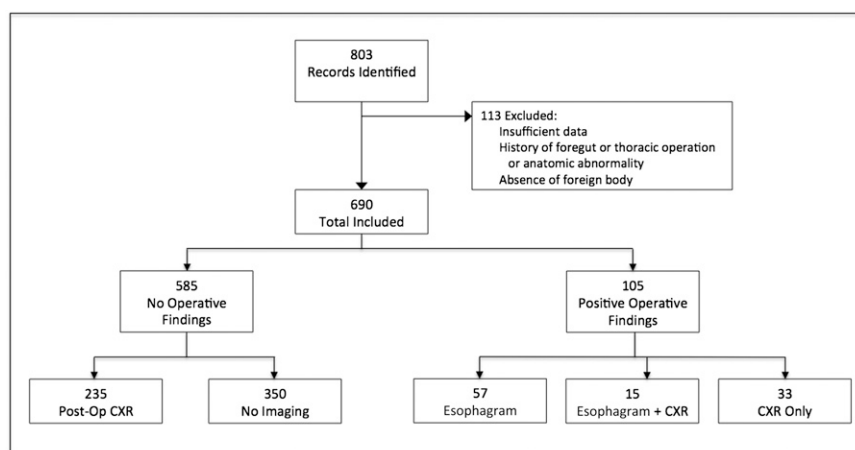 803
Records Identified
113 Excluded:
Insufficient data
History of foregut or thoracic operation
or anatomic abnormality
Absence of foreign body
690
Total Included
585
No Operative
Findings
105
Positive Operative
Findings
235
Post-Op CXR
350
No Imaging
57
Esophagram
15
Esophagram + CXR
33
CXR Only